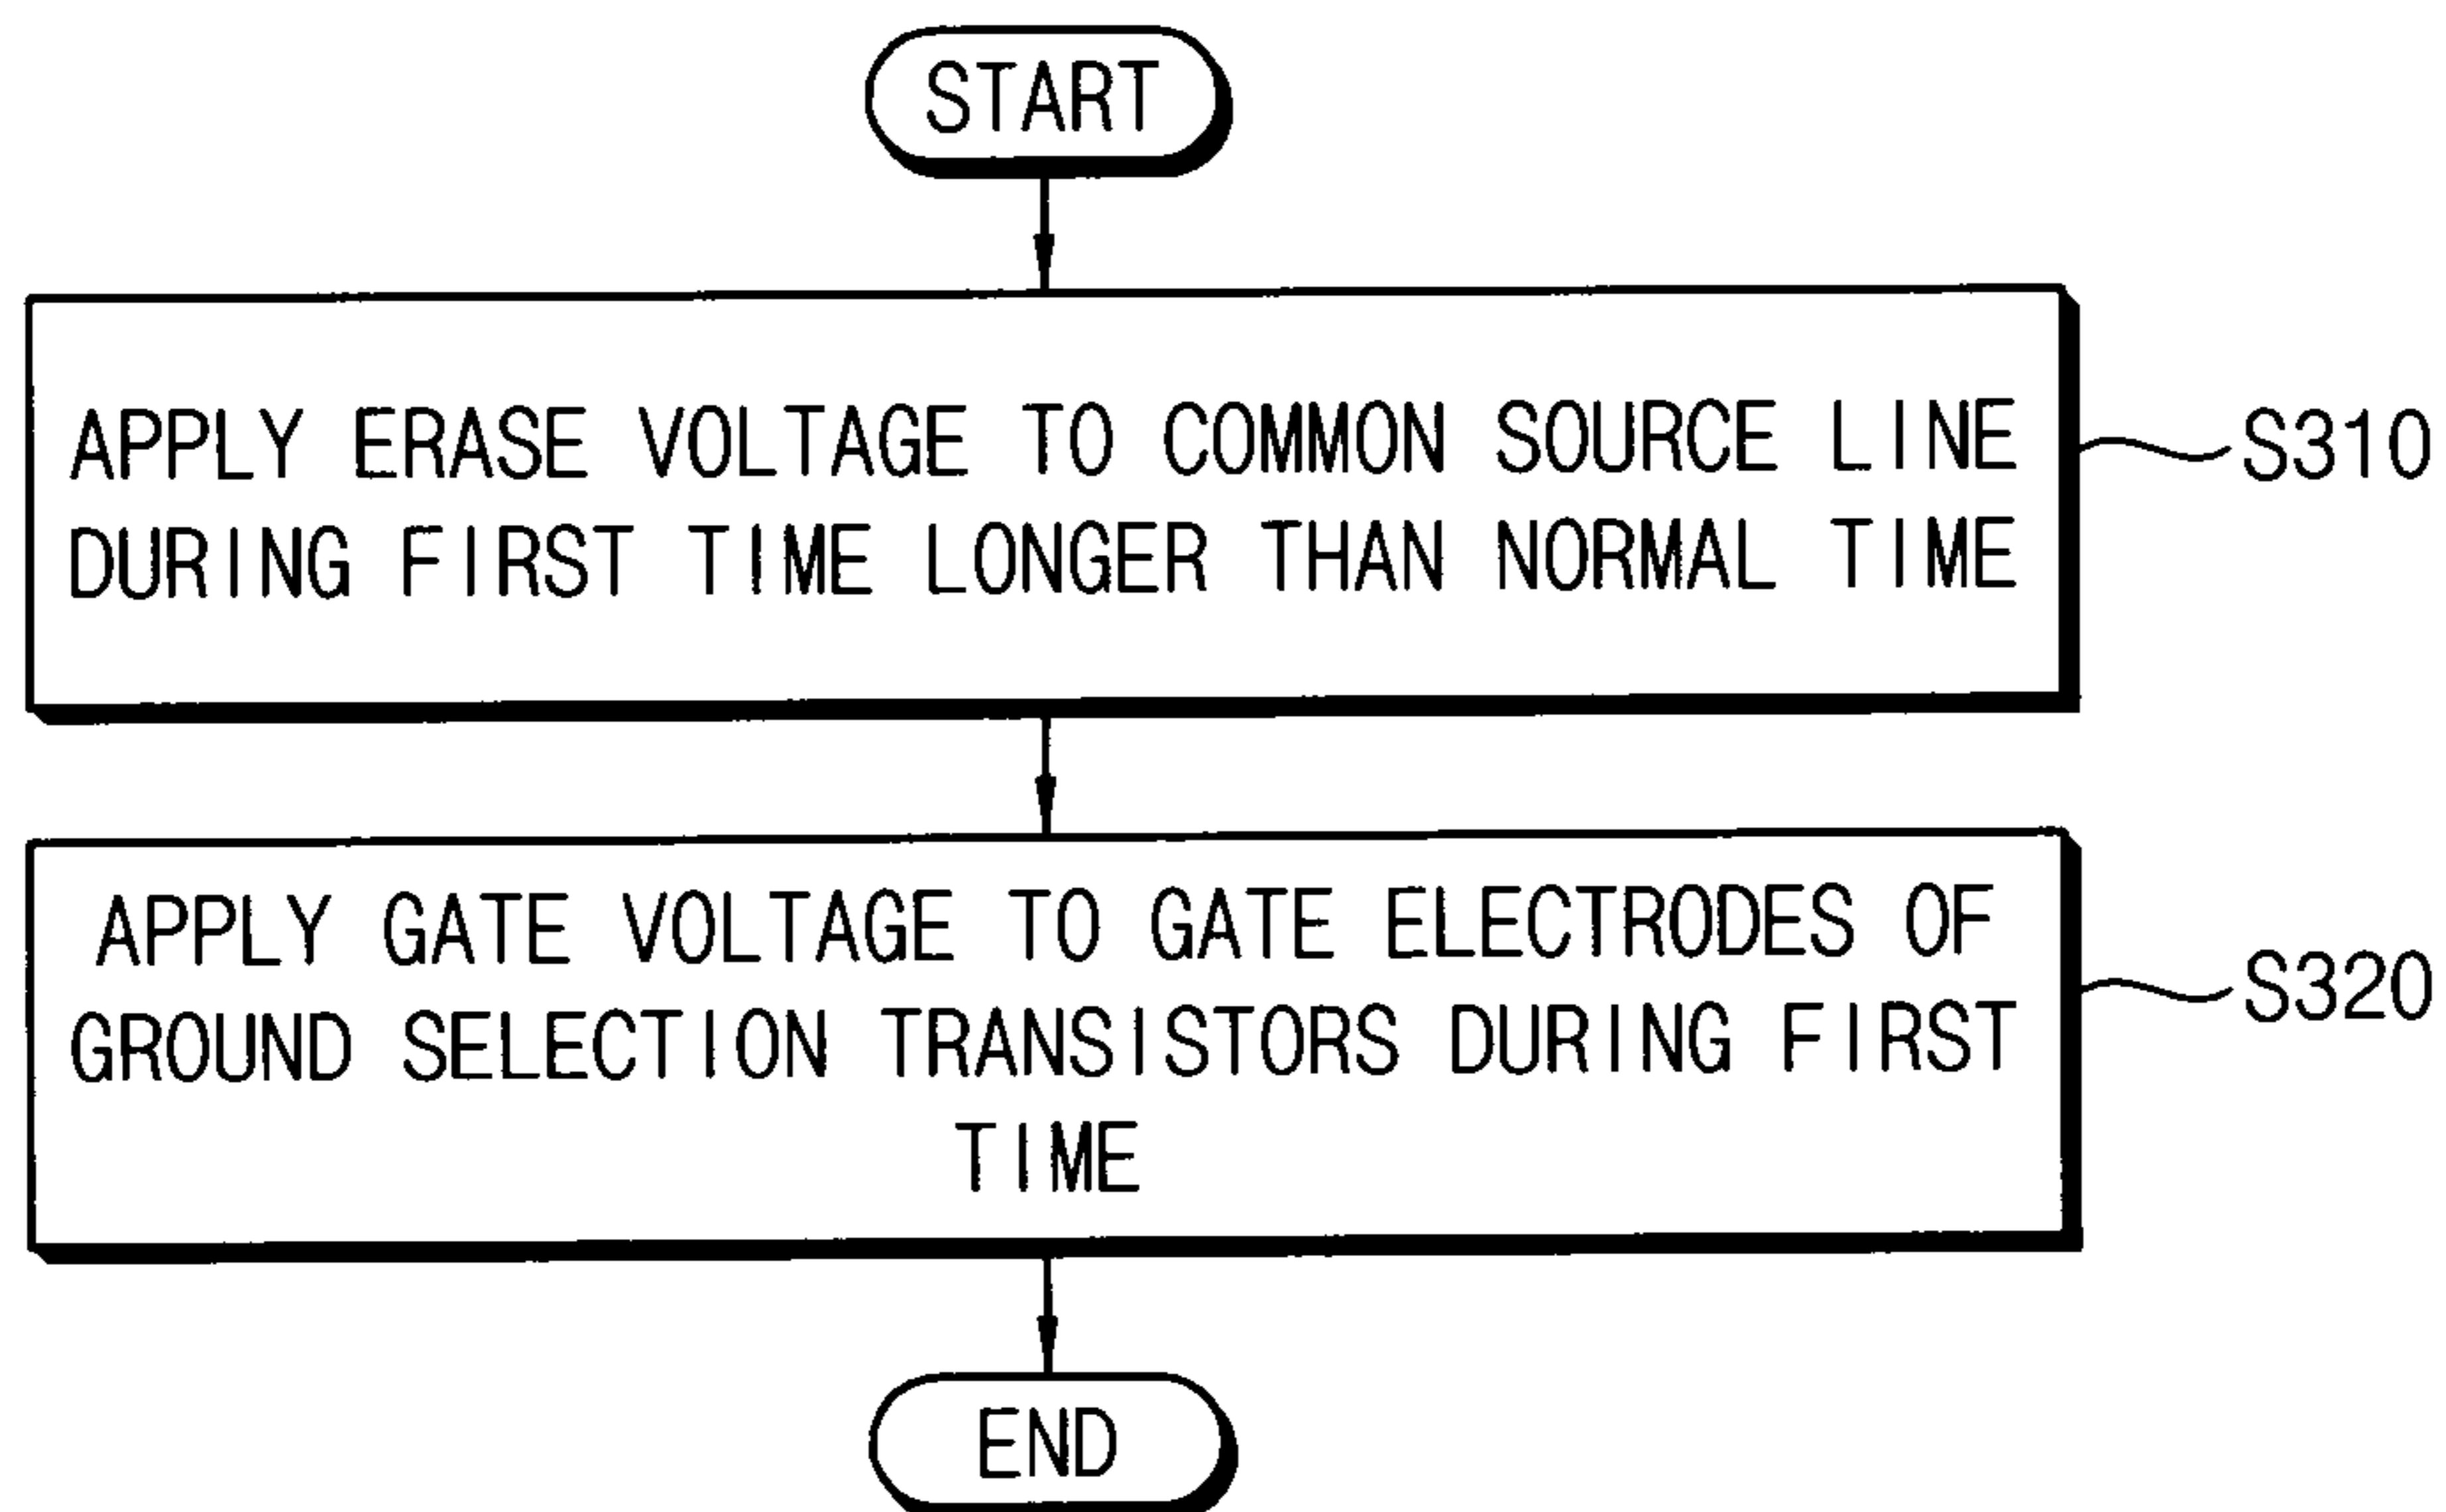 START
APPLY ERASE VOLTAGE TO COMMON SOURCE LINE
DURING FIRST TIME LONGER THAN NORMAL TIME
S310
APPLY GATE VOLTAGE TO GATE ELECTRODES OF
GROUND SELECTION TRANSISTORS DURING FIRST
TIME
S320
END